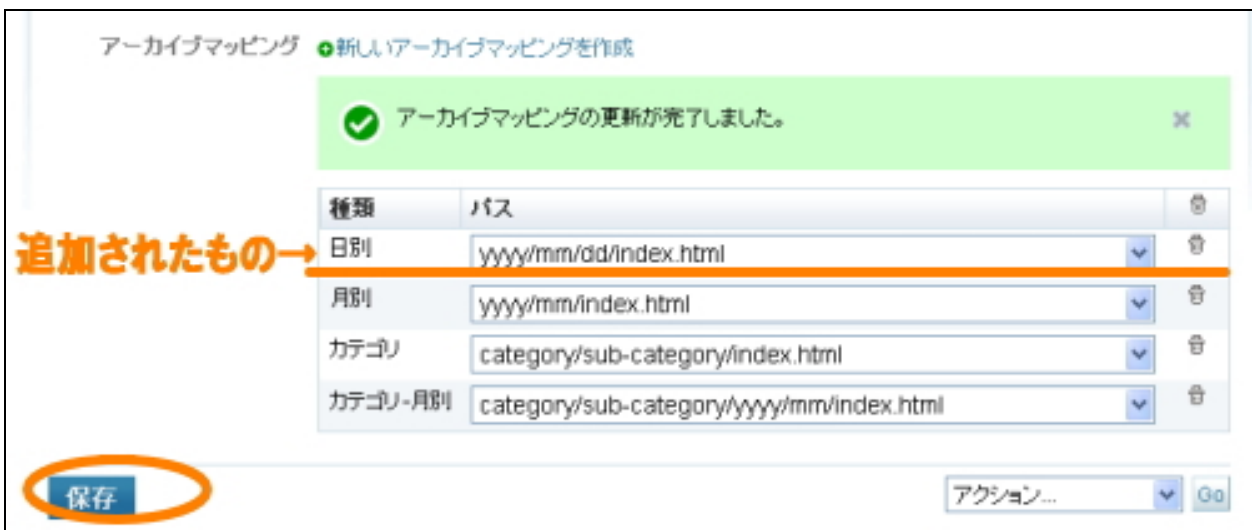 アーカイブマッピング 新しいアーカイブマッピングを作成
アーカイブマッピングの更新が完了しました。
種類 パス
追加されたもの→ 日別 yyyy/mm/dd/index.html
月別 yyyy/mm/index.html
カテゴリ category/sub-category/index.html
カテゴリ-月別 category/sub-category/yyyy/mm/index.html
保存 アクション... Go